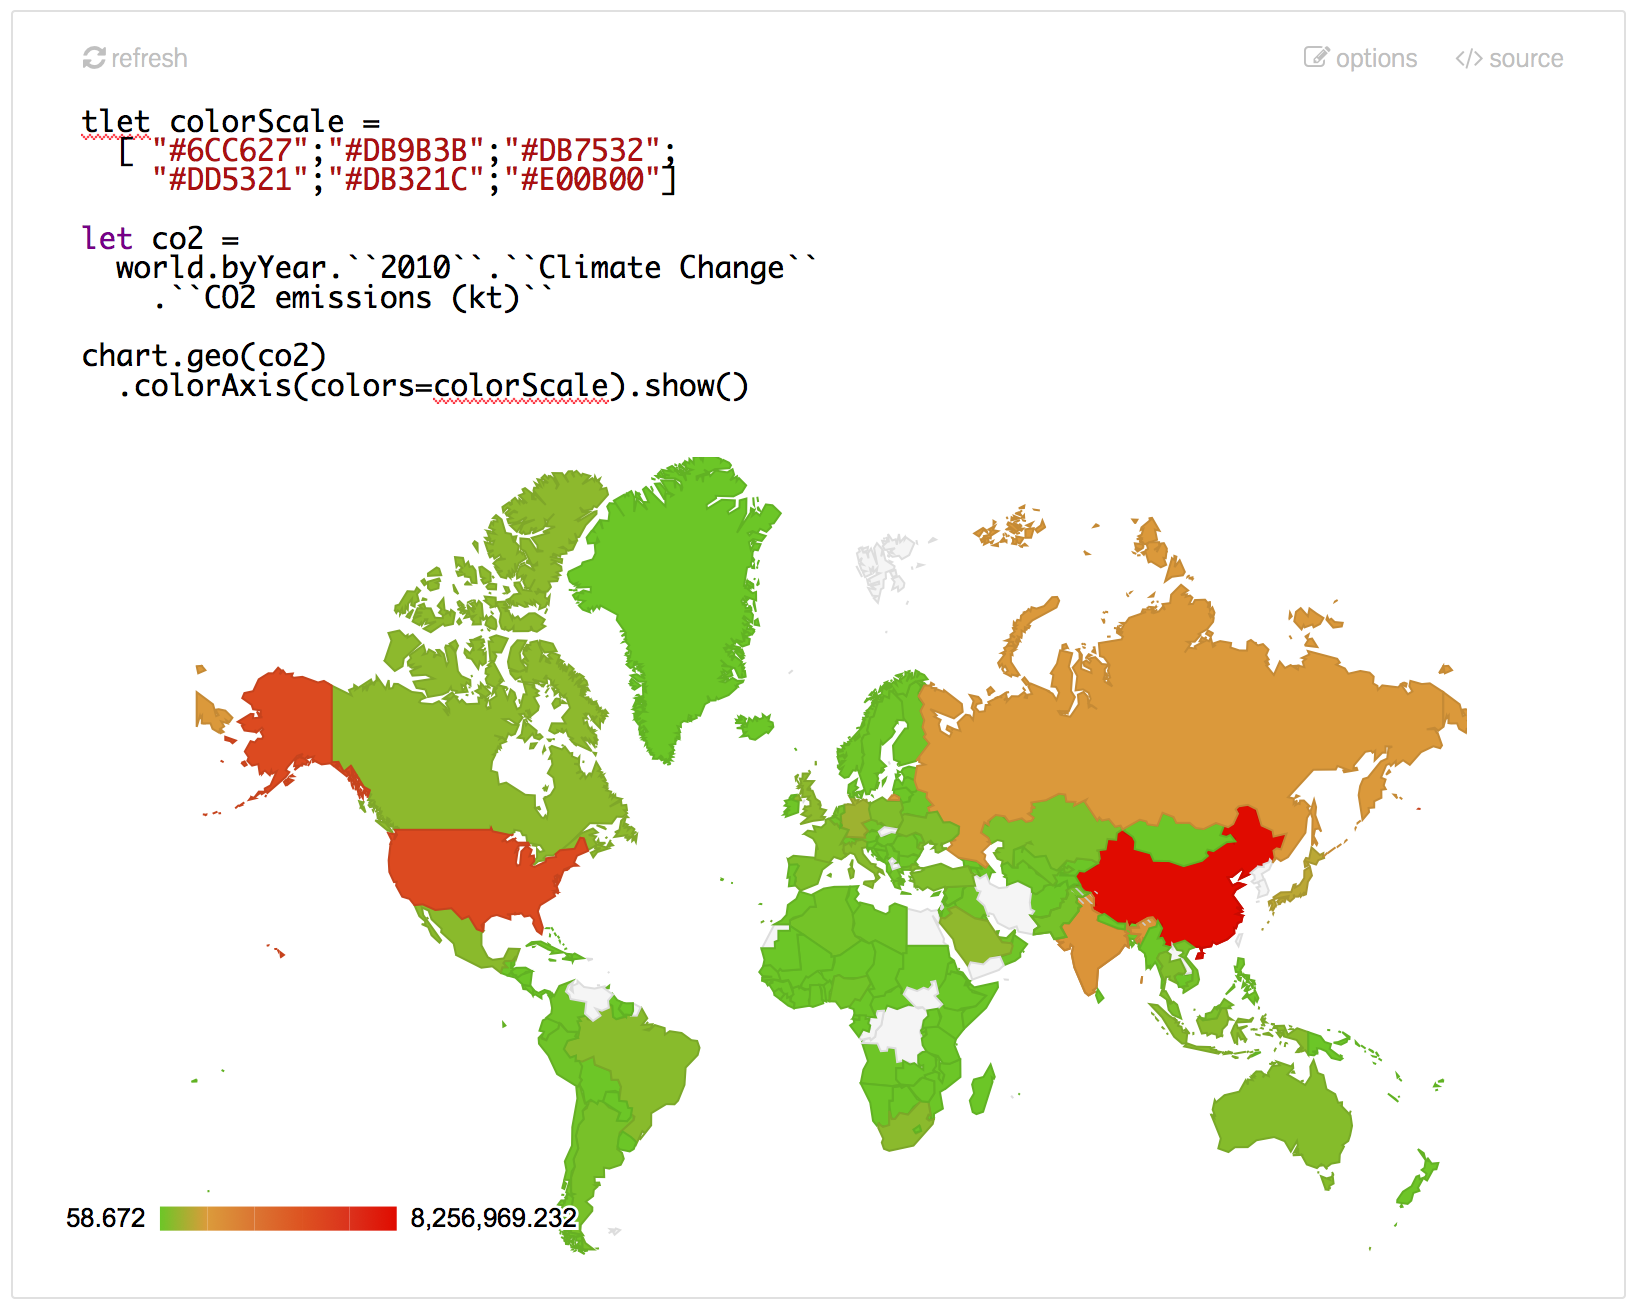 refresh
options
source
tlet colorScale =
[ "#6CC627";"#DB9B3B";"#DB7532";
"#DD5321";"#DB321C";"#E00B00"]
let co2 =
world.byYear.``2010``.``Climate Change``
.``CO2 emissions (kt)``
chart.geo(co2)
.colorAxis(colors=colorScale).show()
58.672
8,256,969.232